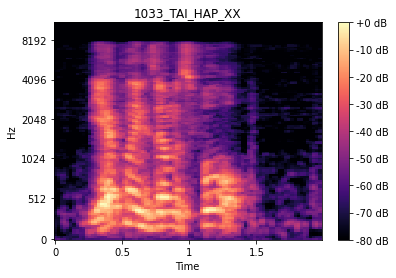 1033_TAI_HAP_XX
8192
4096
2048
1024
512
0
Hz
0
0.5
1
1.5
Time
+0 dB
-10 dB
-20 dB
-30 dB
-40 dB
-50 dB
-60 dB
-70 dB
-80 dB